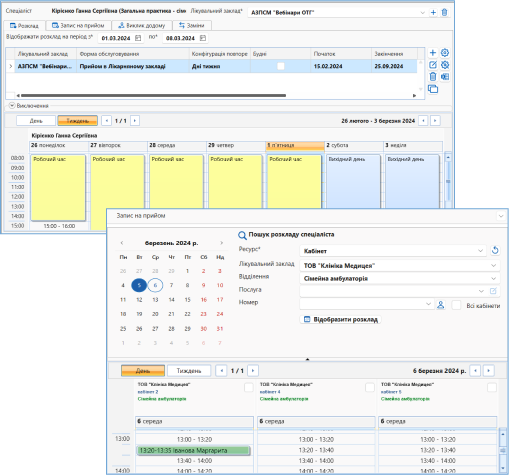 Спеціаліст Кірієнко Ганна Сергіївна (Загальна практика - сіме Лікувальний заклад* АЗПСМ "Вебінари ОТГ"
Розклад Запис на прийом Виклик додому Заміни
Відображати розклад на період з* 01.03.2024 по* 08.03.2024
Лікувальний заклад Форма обслуговування Конфігурація повторе Будні Початок Закінчення
АЗПСМ "Вебінари... Прийом в Лікарняному закладі Дні тижня 15.02.2024 25.09.2024
Виключення
День Тиждень 1 / 1 26 лютого - 3 березня 2024
Кірієнко Ганна Сергіївна
26 понеділок 27 вівторок 28 середа 29 четвер 1 п'ятниця 2 субота 3 неділя
08:00 Робочий час Робочий час Робочий час Робочий час Робочий час Вихідний день Вихідний день
09:00
10:00
11:00
12:00
13:00
14:00
15:00 15:00 - 16:00
Запис на прийом
березень 2024 р.
Пн Вт Ср Чт Пт Сб Нд
26 27 28 29 1 2 3
4 5 6 7 8 9 10
11 12 13 14 15 16 17
18 19 20 21 22 23 24
25 26 27 28 29 30 31
1 2 3 4 5 6 7
Пошук розкладу спеціаліста
Ресурс* Кабінет
Лікувальний заклад ТОВ "Клініка Медицея"
Відділення Сімейна амбулаторія
Послуга
Номер Всі кабінети
Відобразити розклад
День Тиждень 1 / 1 6 березня 2024 р.
ТОВ "Клініка Медицея" ТОВ "Клініка Медицея" ТОВ "Клініка Медицея"
кабінет 2 кабінет 4 кабінет 5
Сімейна амбулаторія Сімейна амбулаторія Сімейна амбулаторія
6 середа 6 середа 6 середа
13:00 13:00 - 13:20 13:00 - 13:20 13:00 - 13:20
13:20-13:35 Іванова Маргарита 13:20 - 13:40 13:20 - 13:40
13:40 - 14:00 13:40 - 14:00 13:40 - 14:00
14:00 14:00 - 14:20 14:00 - 14:20 14:00 - 14:20